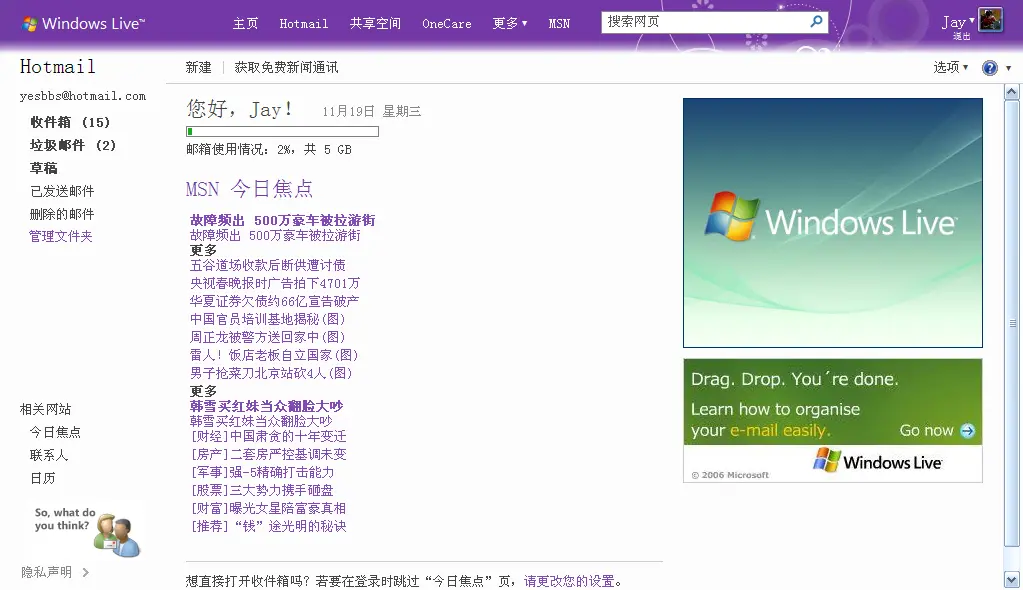 Windows Live™ 主页 Hotmail 共享空间 OneCare 更多 MSN 搜索网页 Jay
退出
Hotmail 新建 获取免费新闻通讯 选项
yesbbs@hotmail.com
收件箱 (15)
垃圾邮件 (2)
草稿
已发送邮件
删除的邮件
管理文件夹
相关网站
今日焦点
联系人
日历
So, what do
you think?
隐私声明
您好, Jay! 11月19日 星期三
邮箱使用情况: 2%, 共 5 GB
MSN 今日焦点
故障频出 500万豪车被拉游街
故障频出 500万豪车被拉游街
更多
五谷道场收款后断供遭讨债
央视春晚报时广告拍下4701万
华夏证券欠债约66亿宣告破产
中国官员培训基地揭秘(图)
周正龙被警方送回家中(图)
雷人! 饭店老板自立国家(图)
男子抢菜刀北京站砍4人(图)
更多
韩雪买红妹当众翻脸大吵
韩雪买红妹当众翻脸大吵
[财经]中国肃贪的十年变迁
[房产]二套房严控基调未变
[军事]强-5精确打击能力
[股票]三大势力携手砸盘
[财富]曝光女星陪富豪真相
[推荐]“钱”途光明的秘诀
想直接打开收件箱吗? 若要在登录时跳过“今日焦点”页, 请更改您的设置。
Windows Live™
Drag. Drop. You´re done.
Learn how to organise
your e-mail easily. Go now
© 2006 Microsoft Windows Live™